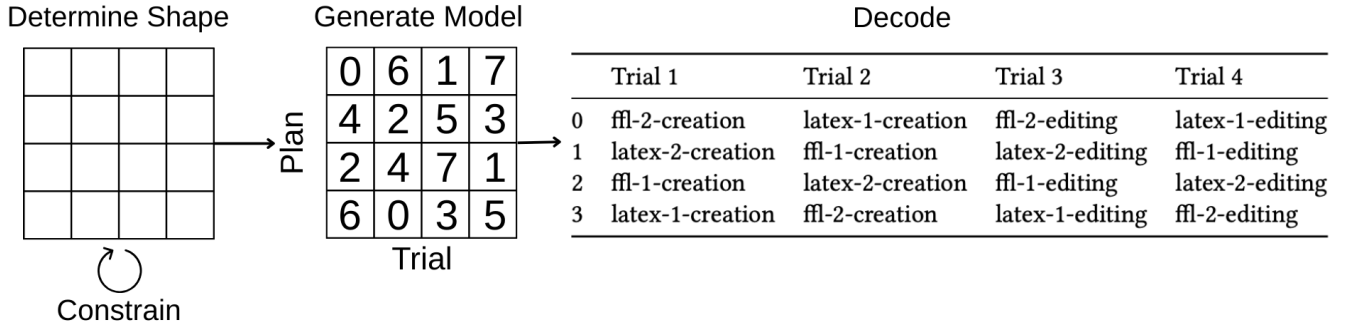 Determine Shape
Generate Model
Decode
Plan
0 6 1 7
4 2 5 3
2 4 7 1
6 0 3 5
Trial
Constrain
Trial 1 Trial 2 Trial 3 Trial 4
0 ffl-2-creation latex-1-creation ffl-2-editing latex-1-editing
1 latex-2-creation ffl-1-creation latex-2-editing ffl-1-editing
2 ffl-1-creation latex-2-creation ffl-1-editing latex-2-editing
3 latex-1-creation ffl-2-creation latex-1-editing ffl-2-editing